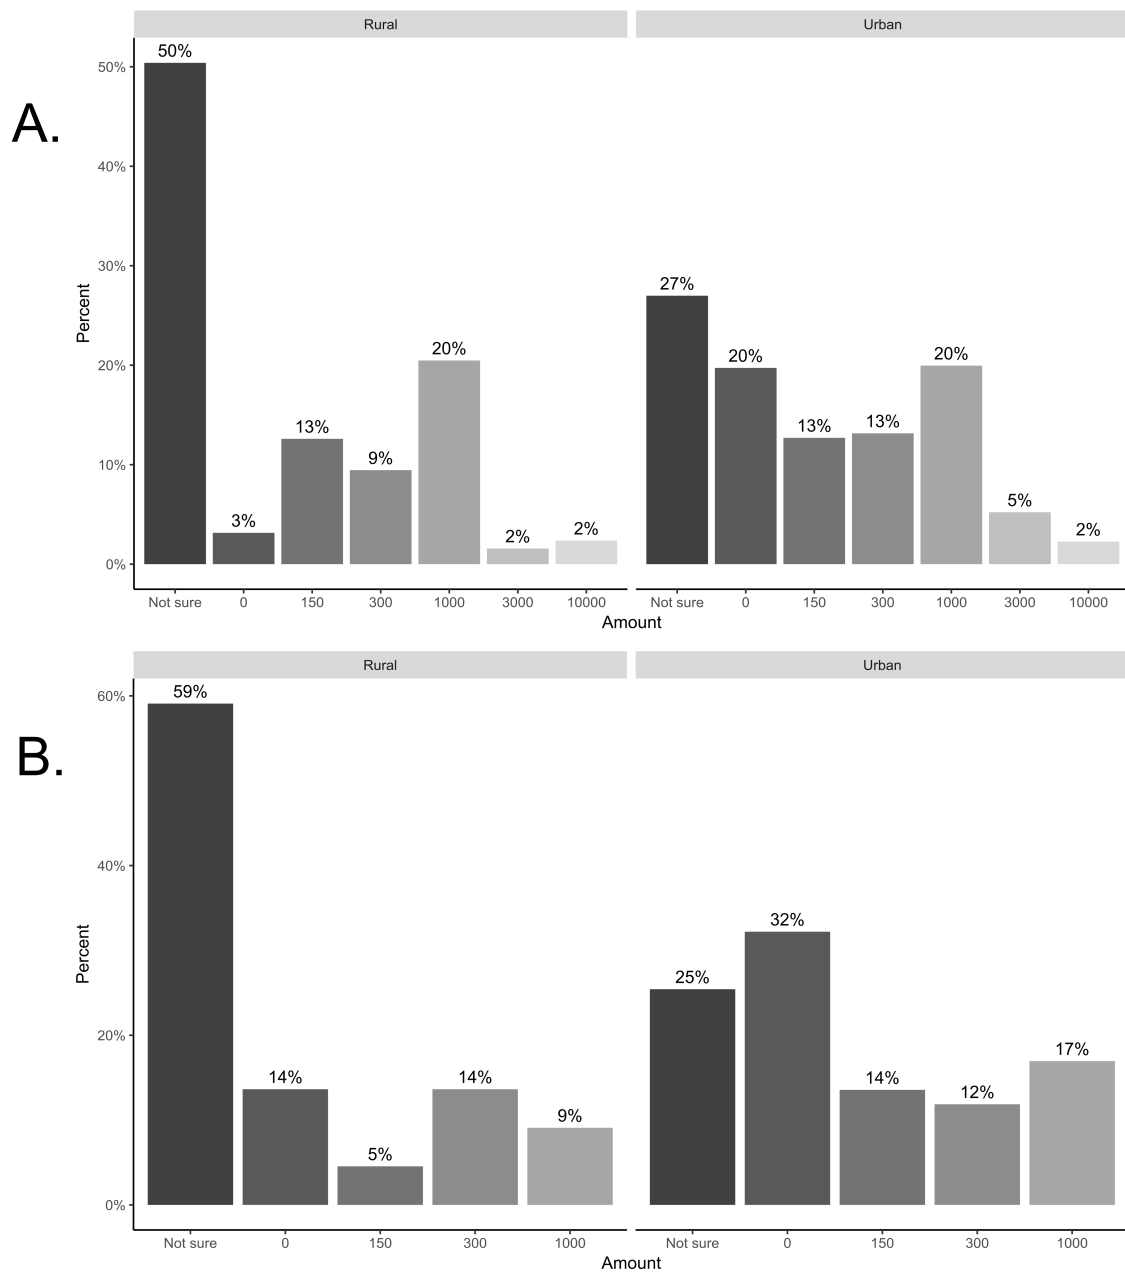 Rural Urban
A.
Percent
50%
40%
30%
20%
10%
0%
50% 3% 13% 9% 20% 2% 2%
27% 20% 13% 13% 20% 5% 2%
Not sure 0 150 300 1000 3000 10000 Not sure 0 150 300 1000 3000 10000
Amount
Rural Urban
B.
Percent
60%
40%
20%
0%
59% 14% 5% 14% 9%
25% 32% 14% 12% 17%
Not sure 0 150 300 1000 Not sure 0 150 300 1000
Amount